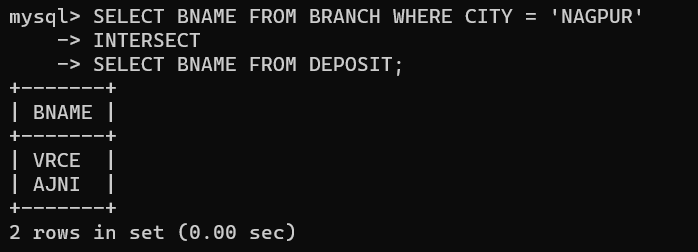 mysql> SELECT BNAME FROM BRANCH WHERE CITY = 'NAGPUR'
    -> INTERSECT
    -> SELECT BNAME FROM DEPOSIT;
+-------+
| BNAME |
+-------+
| VRCE  |
| AJNI  |
+-------+
2 rows in set (0.00 sec)